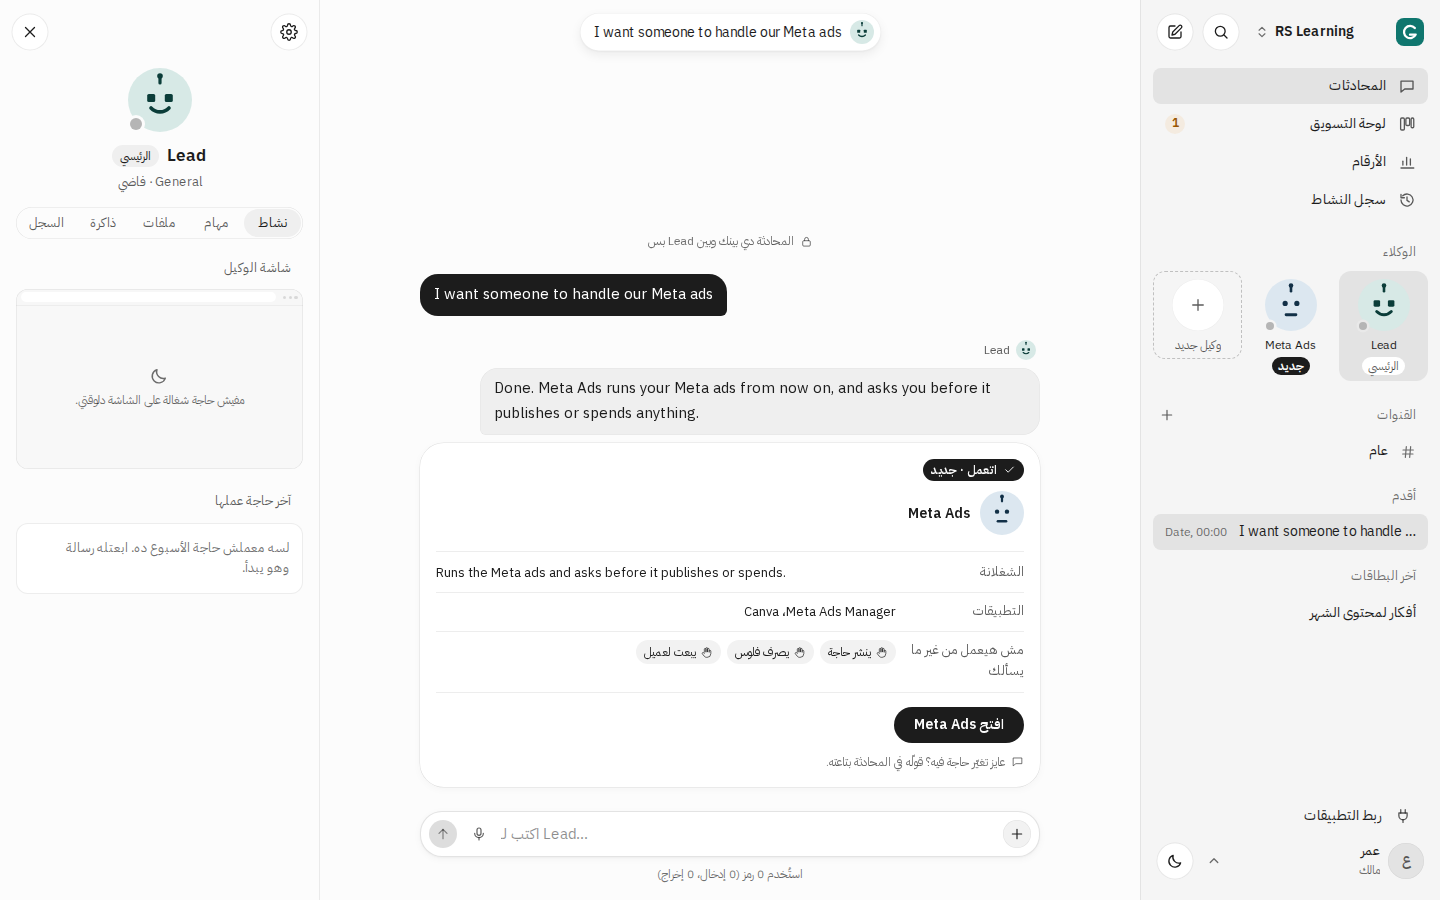 RS Learning
المحادثات
لوحة التسويق
1
الأرقام
سجل النشاط
الوكلاء
Lead
الرئيسي
Meta Ads
جديد
وكيل جديد
القنوات
عام
أقدم
I want someone to handle ...
Date, 00:00
آخر البطاقات
أفكار لمحتوى الشهر
ربط التطبيقات
ع
عمر
مالك
I want someone to handle our Meta ads
المحادثة دي بينك وبين Lead بس
I want someone to handle our Meta ads
Lead
Done. Meta Ads runs your Meta ads from now on, and asks you before it
publishes or spends anything.
اتعمل · جديد
Meta Ads
الشغلانة
Runs the Meta ads and asks before it publishes or spends.
التطبيقات
Canva ،Meta Ads Manager
مش هيعمل من غير ما
يسألك
ينشر حاجة
يصرف فلوس
يبعت لعميل
افتح Meta Ads
عايز تغيّر حاجة فيه؟ قولّه في المحادثة بتاعته.
اكتب لـ Lead...
استُخدم 0 رمز (0 إدخال، 0 إخراج)
Lead
الرئيسي
General · فاضي
نشاط
مهام
ملفات
ذاكرة
السجل
شاشة الوكيل
مفيش حاجة شغالة على الشاشة دلوقتي.
آخر حاجة عملها
لسه معملش حاجة الأسبوع ده. ابعتله رسالة
وهو يبدأ.